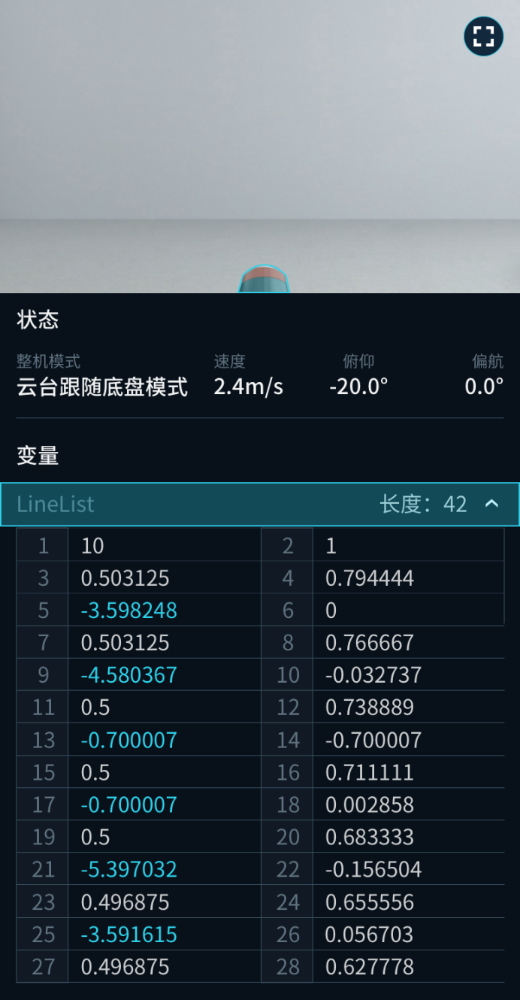 状态
整机模式 速度 俯仰 偏航
云台跟随底盘模式 2.4m/s -20.0° 0.0°
变量
LineList 长度：42
1 10 2 1
3 0.503125 4 0.794444
5 -3.598248 6 0
7 0.503125 8 0.766667
9 -4.580367 10 -0.032737
11 0.5 12 0.738889
13 -0.700007 14 -0.700007
15 0.5 16 0.711111
17 -0.700007 18 0.002858
19 0.5 20 0.683333
21 -5.397032 22 -0.156504
23 0.496875 24 0.655556
25 -3.591615 26 0.056703
27 0.496875 28 0.627778